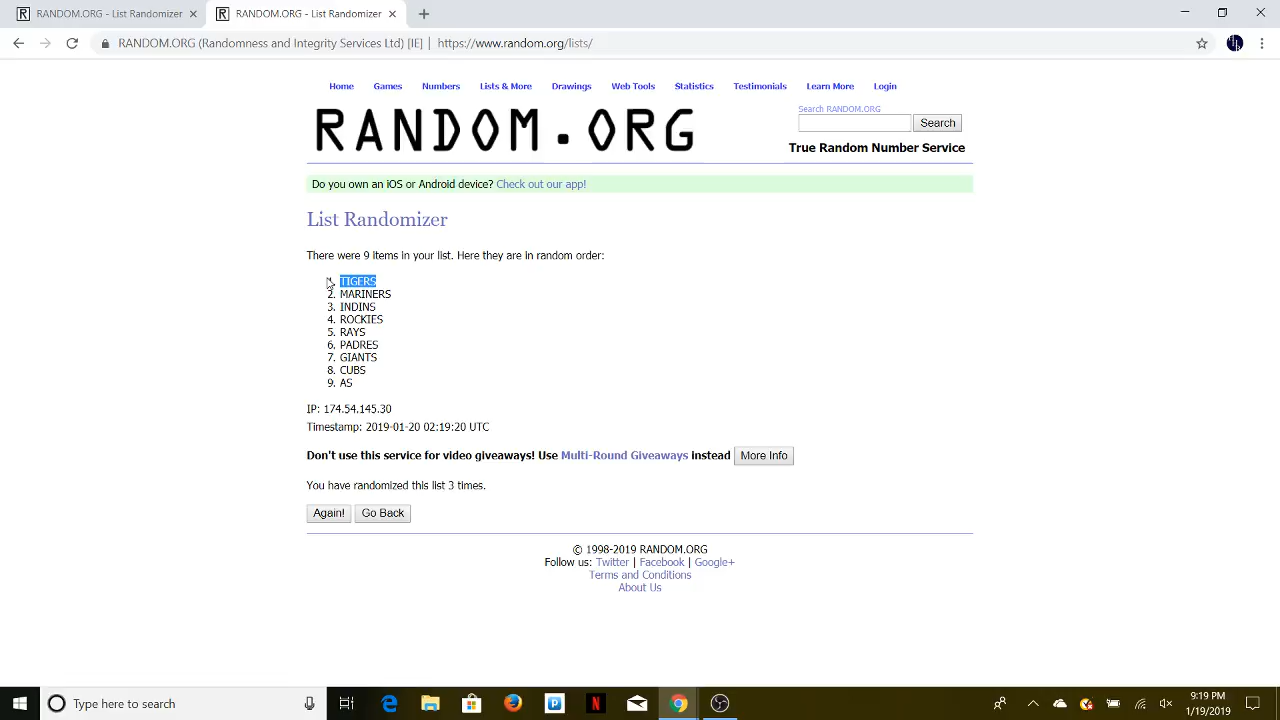 RANDOM.ORG - List Randomizer
RANDOM.ORG - List Randomizer
RANDOM.ORG (Randomness and Integrity Services Ltd) [IE] | https://www.random.org/lists/
Home Games Numbers Lists & More Drawings Web Tools Statistics Testimonials Learn More Login
RANDOM.ORG
Search RANDOM.ORG
Search
True Random Number Service
Do you own an iOS or Android device? Check out our app!
List Randomizer
There were 9 items in your list. Here they are in random order:
TIGERS
2. MARINERS
3. INDINS
4. ROCKIES
5. RAYS
6. PADRES
7. GIANTS
8. CUBS
9. AS
IP: 174.54.145.30
Timestamp: 2019-01-20 02:19:20 UTC
Don't use this service for video giveaways! Use Multi-Round Giveaways instead More Info
You have randomized this list 3 times.
Again! Go Back
© 1998-2019 RANDOM.ORG
Follow us: Twitter | Facebook | Google+
Terms and Conditions
About Us
Type here to search
9:19 PM
1/19/2019